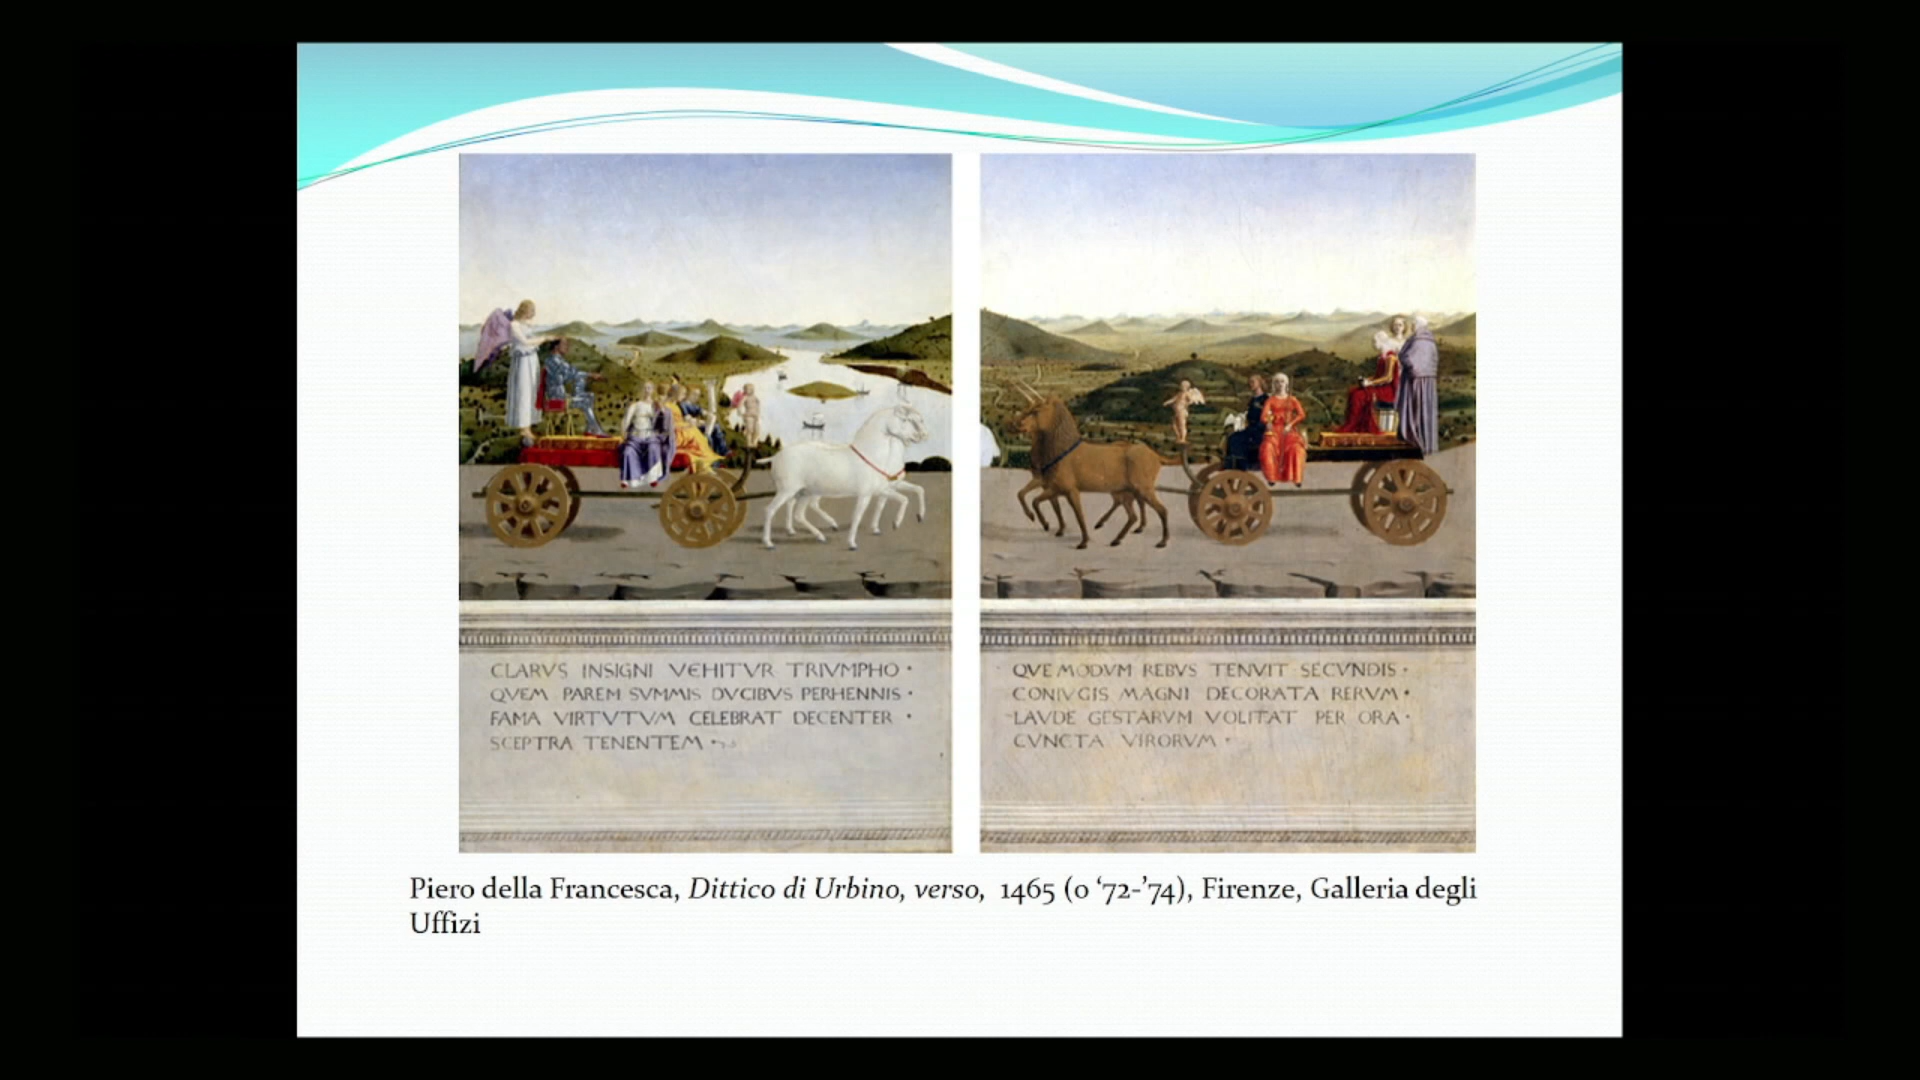 CLARVS INSIGNI VEHITVR TRIVMPHO ·
QVEM PAREM SVMMIS DVCIBVS PERHENNIS ·
FAMA VIRTVTVM CELEBRAT DECENTER ·
SCEPTRA TENENTEM ·
QVE MODVM REBVS TENVIT SECVNDIS ·
CONIVGIS MAGNI DECORATA RERVM ·
LAVDE GESTARVM VOLITAT PER ORA ·
CVNCTA VIRORVM ·
Piero della Francesca, Dittico di Urbino, verso, 1465 (o ‘72-’74), Firenze, Galleria degli
Uffizi